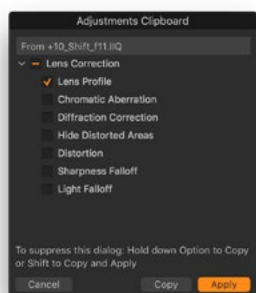 Adjustments Clipboard
From +10_Shift_f11.IIQ
Lens Correction
Lens Profile
Chromatic Aberration
Diffraction Correction
Hide Distorted Areas
Distortion
Sharpness Falloff
Light Falloff
To suppress this dialog: Hold down Option to Copy
or Shift to Copy and Apply
Cancel Copy Apply